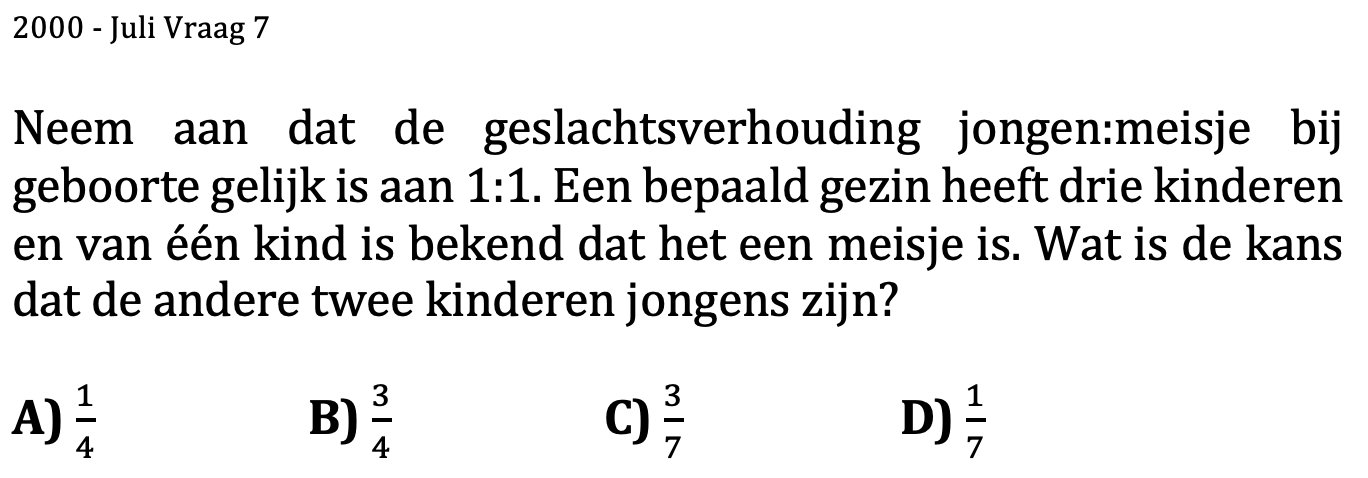 2000 - Juli Vraag 7
Neem aan dat de geslachtsverhouding jongen:meisje bij
geboorte gelijk is aan 1:1. Een bepaald gezin heeft drie kinderen
en van één kind is bekend dat het een meisje is. Wat is de kans
dat de andere twee kinderen jongens zijn?
A) 1/4 B) 3/4 C) 3/7 D) 1/7